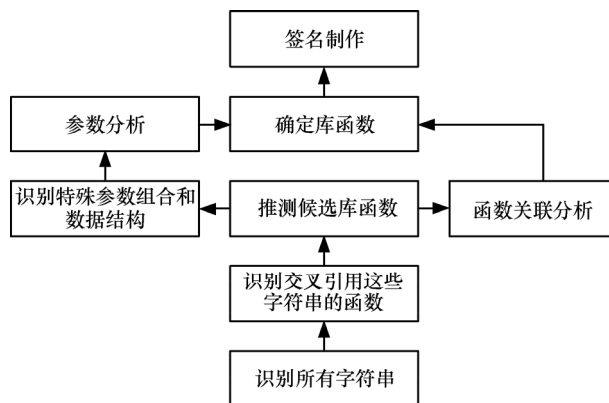 签名制作
参数分析
确定库函数
识别特殊参数组合和
数据结构
推测候选库函数
函数关联分析
识别交叉引用这些
字符串的函数
识别所有字符串